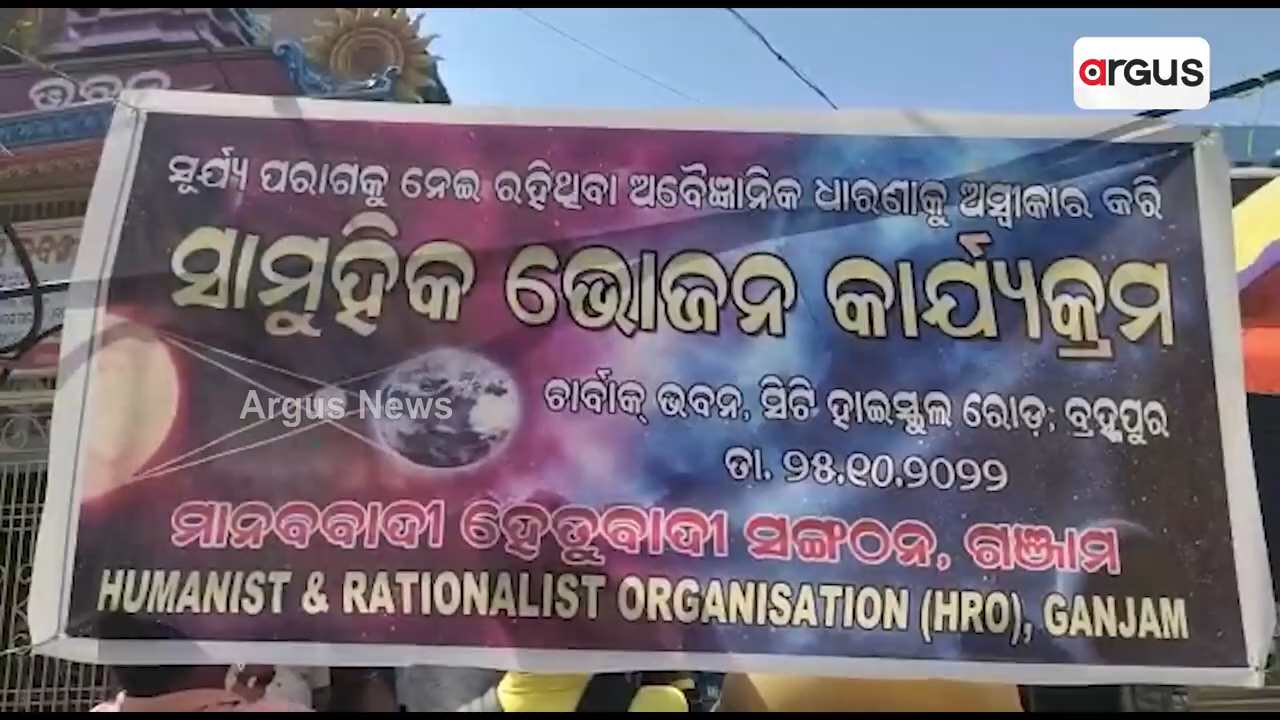 argus
ସୂର୍ଯ୍ୟ ପରାଗକୁ ନେଇ ରହିଥିବା ଅବୈଜ୍ଞାନିକ ଧାରଣାକୁ ଅସ୍ୱୀକାର କରି
ସାମୁହିକ ଭୋଜନ କାର୍ଯ୍ୟକ୍ରମ
ଚାର୍ବାକ୍ ଭବନ, ସିଟି ହାଇସ୍କୁଲ ରୋଡ଼, ବ୍ରହ୍ମପୁର
Argus News
ତା. ୨୫.୧୦.୨୦୨୨
ମାନବବାଦୀ ହେତୁବାଦୀ ସଙ୍ଗଠନ, ଗଞ୍ଜାମ
HUMANIST & RATIONALIST ORGANISATION (HRO), GANJAM